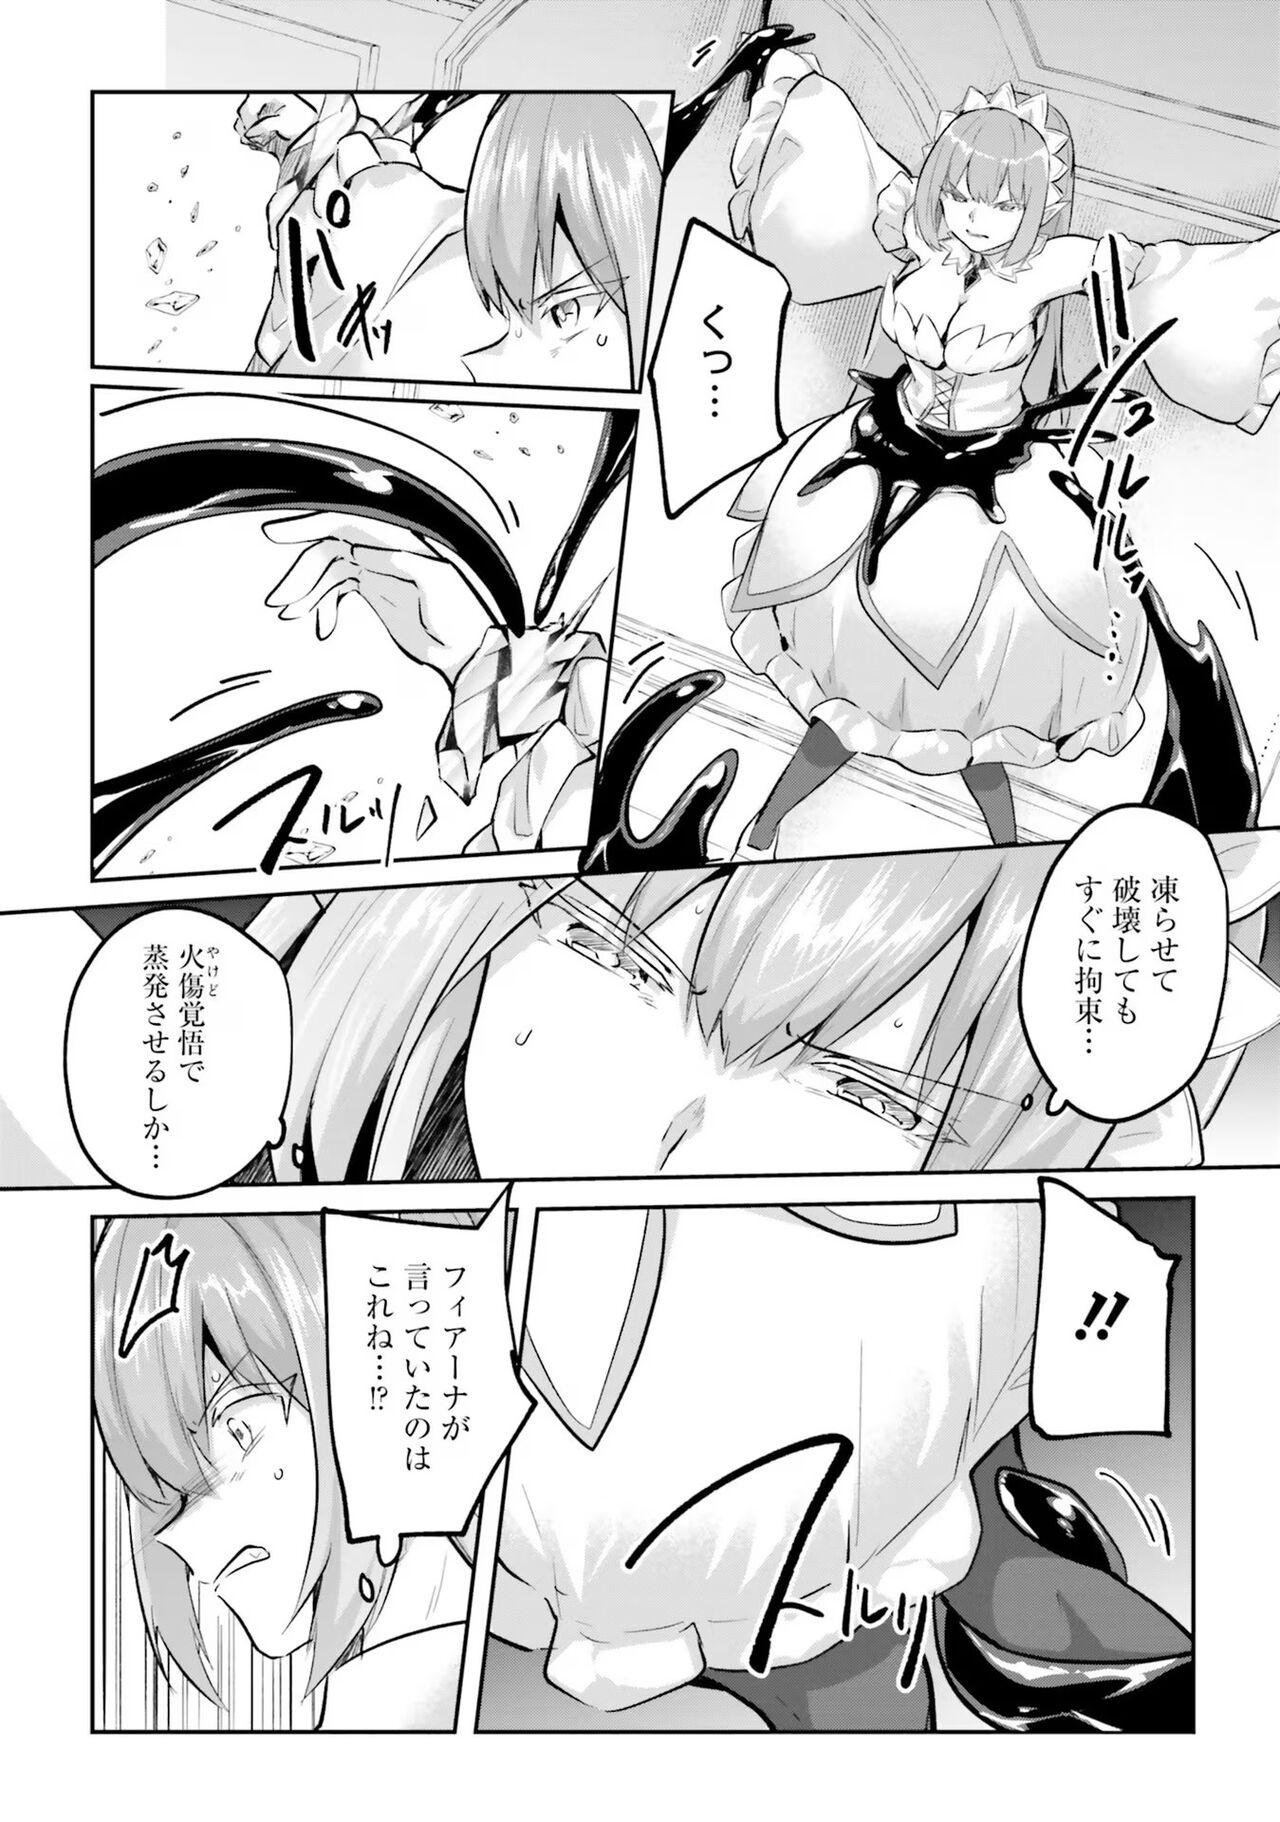 くっ…
ジュルルル…
パキッ
ズルッ
凍らせて
破壊しても
すぐに拘束…
火傷覚悟で
やけど
蒸発させるしか…
!!
ズルッ
フィアーナが
言っていたのは
これね…!?